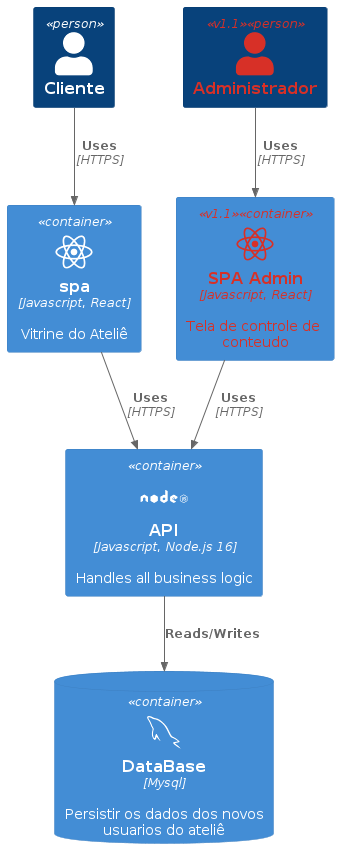 «person»
Cliente
«v1.1»«person»
Administrador
Uses
[HTTPS]
Uses
[HTTPS]
«container»
spa
[Javascript, React]
Vitrine do Ateliê
«v1.1»«container»
SPA Admin
[Javascript, React]
Tela de controle de
conteudo
Uses
[HTTPS]
Uses
[HTTPS]
«container»
node
API
[Javascript, Node.js 16]
Handles all business logic
Reads/Writes
«container»
DataBase
[Mysql]
Persistir os dados dos novos
usuarios do ateliê